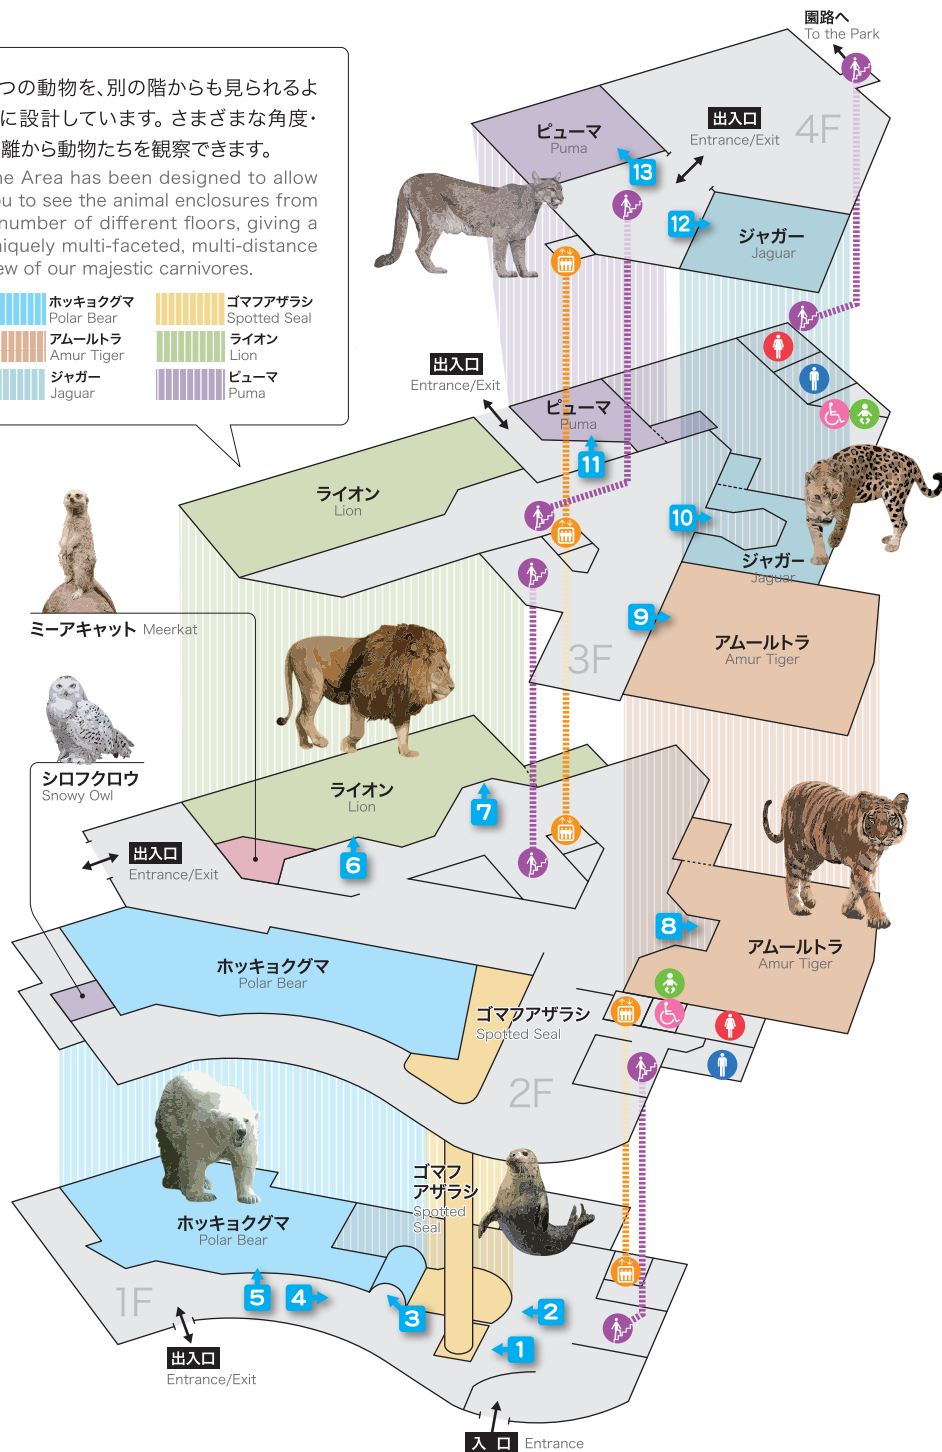 園路へ
To the Park
つの動物を、別の階からも見られるよ
に設計しています。さまざまな角度・
離から動物たちを観察できます。
e Area has been designed to allow
u to see the animal enclosures from
number of different floors, giving a
niquely multi-faceted, multi-distance
ew of our majestic carnivores.
ホッキョクグマ
Polar Bear
ゴマフアザラシ
Spotted Seal
アムールトラ
Amur Tiger
ライオン
Lion
ジャガー
Jaguar
ピューマ
Puma
ピューマ
Puma
出入口
Entrance/Exit
4F
13
12
ジャガー
Jaguar
出入口
Entrance/Exit
ピューマ
Puma
11
ライオン
Lion
10
ジャガー
Jaguar
9
アムールトラ
Amur Tiger
3F
ミーアキャット Meerkat
シロフクロウ
Snowy Owl
ライオン
Lion
7
6
出入口
Entrance/Exit
8
アムールトラ
Amur Tiger
ホッキョクグマ
Polar Bear
ゴマフアザラシ
Spotted Seal
2F
ゴマフ
アザラシ
Spotted
Seal
ホッキョクグマ
Polar Bear
1F
5
4
3
2
1
出入口
Entrance/Exit
入 口 Entrance